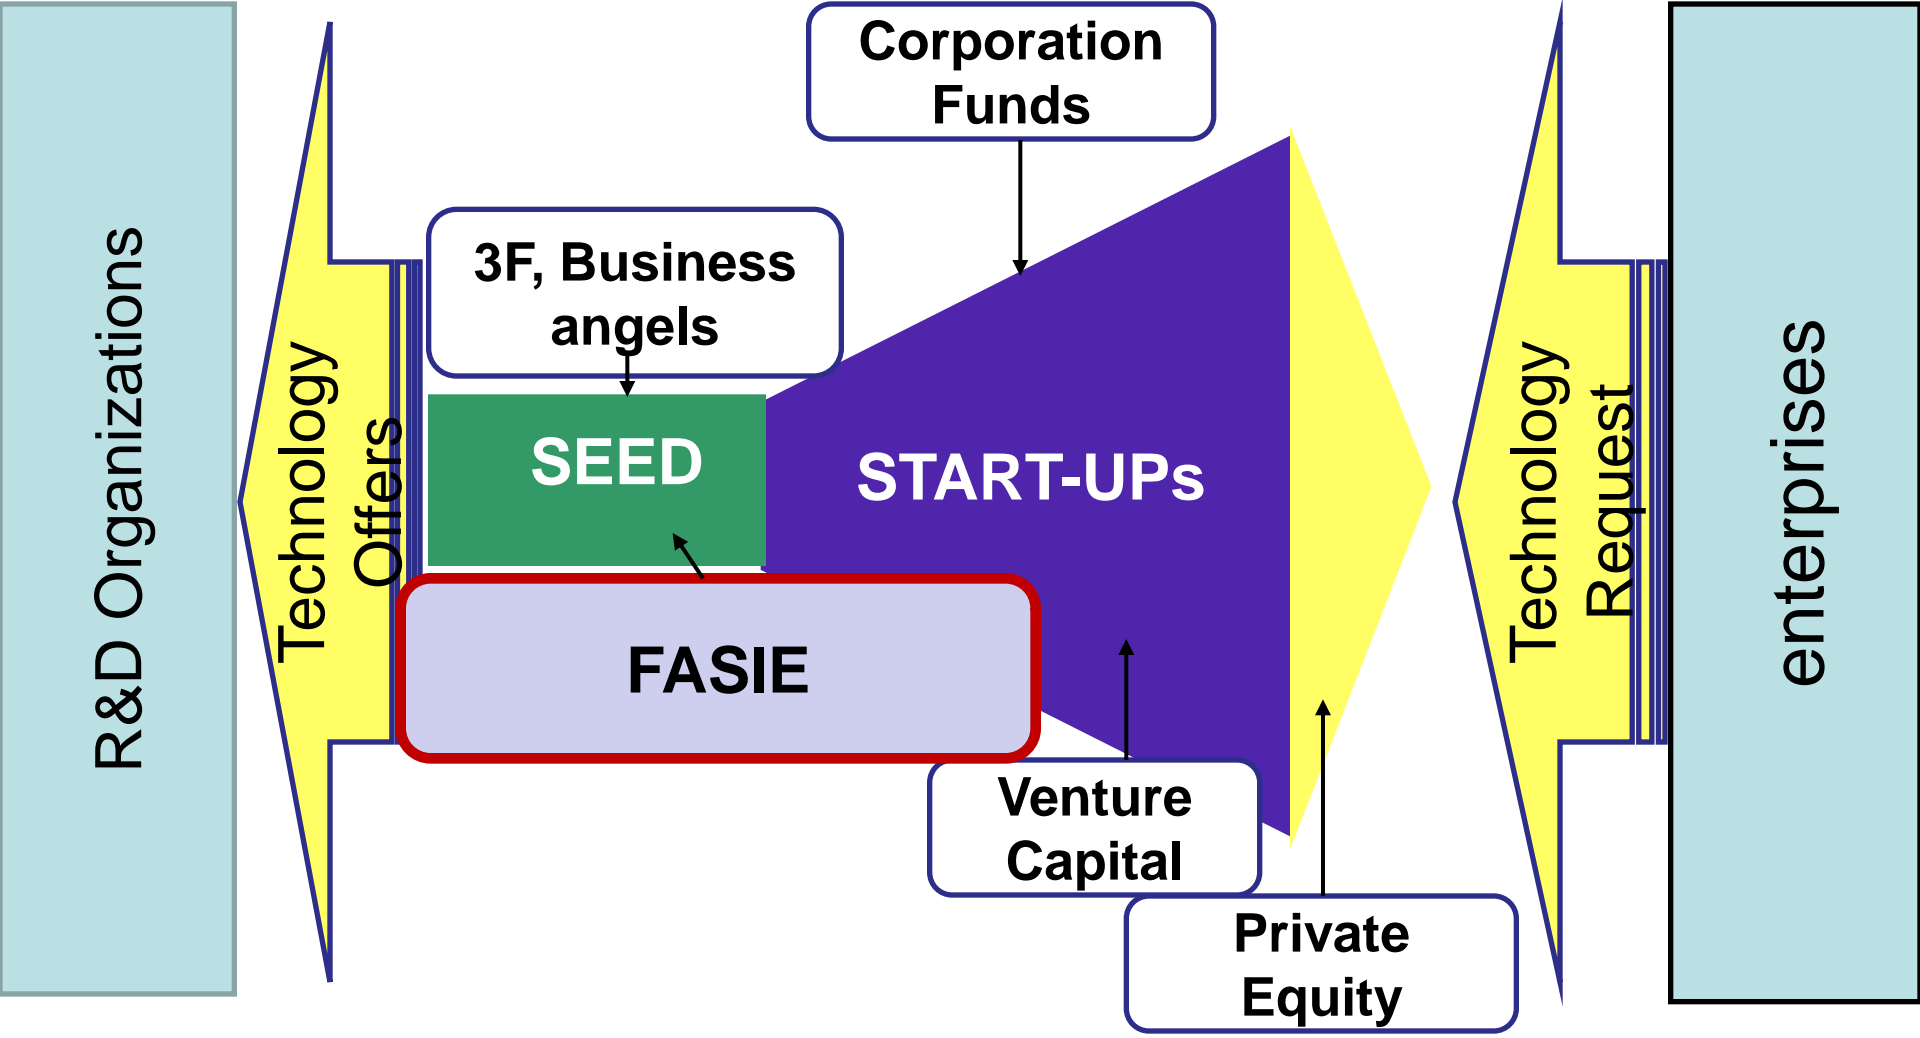 R&D Organizations
Technology
Offers
3F, Business
angels
SEED
FASIE
Corporation
Funds
START-UPs
Venture
Capital
Private
Equity
Technology
Request
enterprises